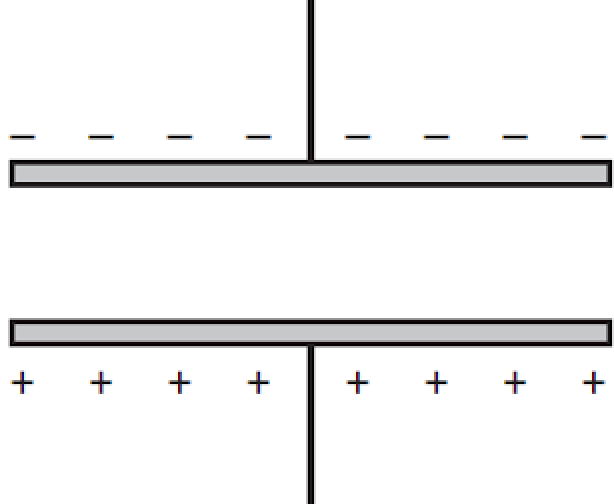 − − − − − − − −
+ + + + + + + +